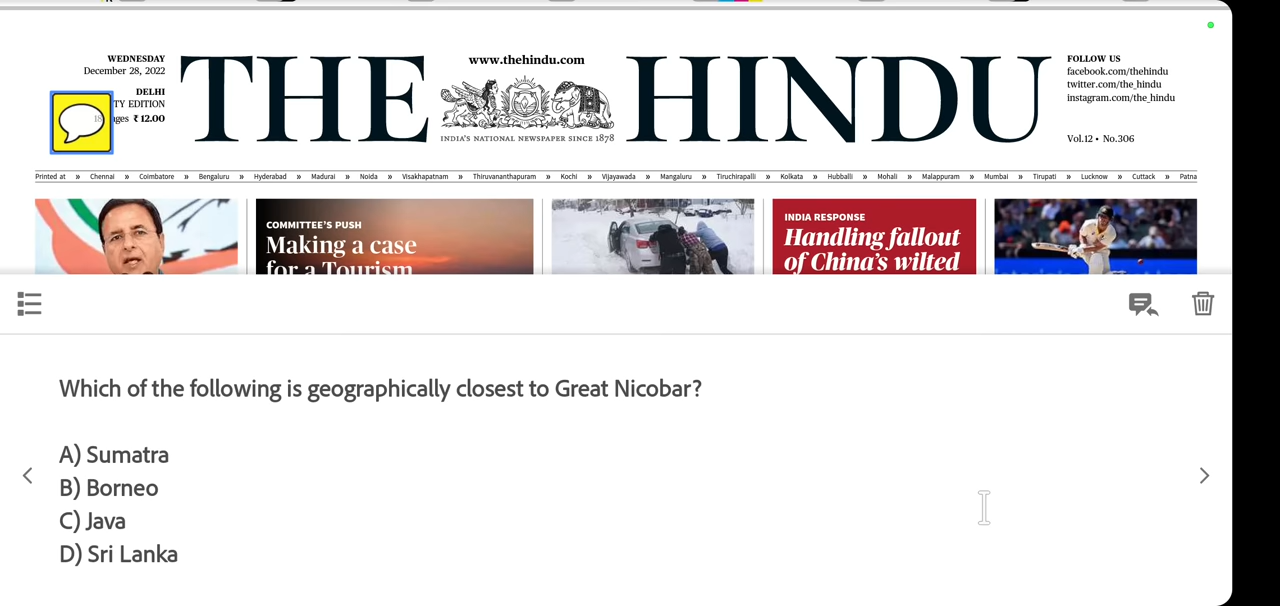 WEDNESDAY
December 28, 2022
DELHI
TY EDITION
ages ₹ 12.00
THE HINDU
www.thehindu.com
INDIA'S NATIONAL NEWSPAPER SINCE 1878
FOLLOW US
facebook.com/thehindu
twitter.com/the_hindu
instagram.com/the_hindu
Vol.12 • No.306
Printed at » Chennai » Coimbatore » Bengaluru » Hyderabad » Madurai » Noida » Visakhapatnam » Thiruvananthapuram » Kochi » Vijayawada » Mangaluru » Tiruchirapalli » Kolkata » Hubballi » Mohali » Malappuram » Mumbai » Tirupati » Lucknow » Cuttack » Patna
COMMITTEE'S PUSH
Making a case
for a Tourism
INDIA RESPONSE
Handling fallout
of China's wilted
Which of the following is geographically closest to Great Nicobar?
A) Sumatra
B) Borneo
C) Java
D) Sri Lanka